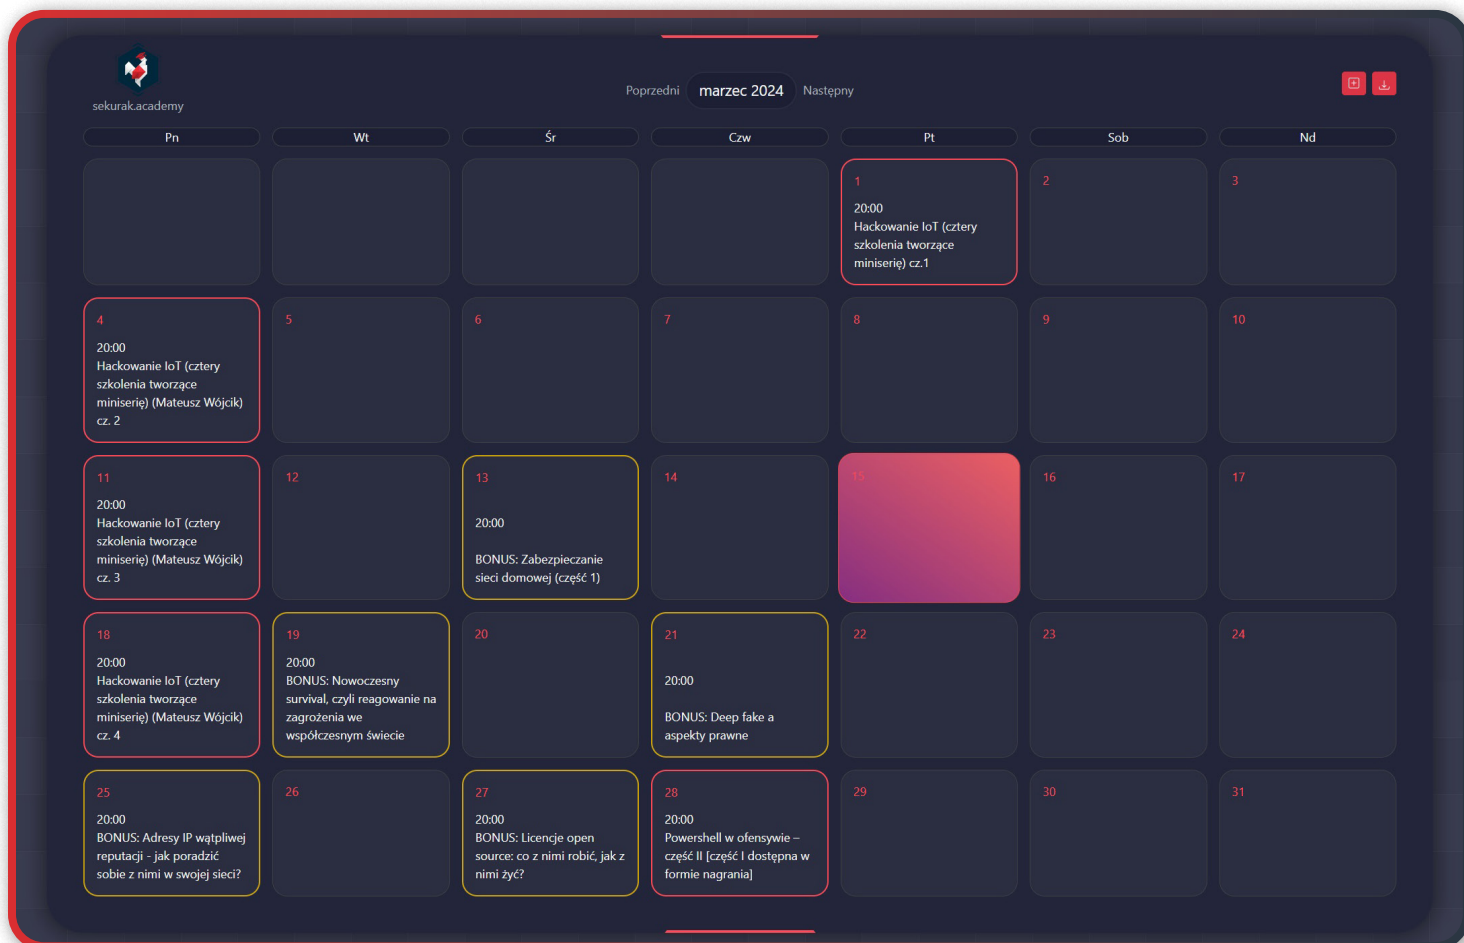 sekurak.academy
Poprzedni marzec 2024 Następny
Pn Wt Śr Czw Pt Sob Nd
1
20:00
Hackowanie IoT (cztery
szkolenia tworzące
miniserię) cz.1
2
3
4
20:00
Hackowanie IoT (cztery
szkolenia tworzące
miniserię) (Mateusz Wójcik)
cz. 2
5
6
7
8
9
10
11
20:00
Hackowanie IoT (cztery
szkolenia tworzące
miniserię) (Mateusz Wójcik)
cz. 3
12
13
20:00
BONUS: Zabezpieczanie
sieci domowej (część 1)
14
15
16
17
18
20:00
Hackowanie IoT (cztery
szkolenia tworzące
miniserię) (Mateusz Wójcik)
cz. 4
19
20:00
BONUS: Nowoczesny
survival, czyli reagowanie na
zagrożenia we
współczesnym świecie
20
21
20:00
BONUS: Deep fake a
aspekty prawne
22
23
24
25
20:00
BONUS: Adresy IP wątpliwej
reputacji - jak poradzić
sobie z nimi w swojej sieci?
26
27
20:00
BONUS: Licencje open
source: co z nimi robić, jak z
nimi żyć?
28
20:00
Powershell w ofensywie –
część II [część I dostępna w
formie nagrania]
29
30
31